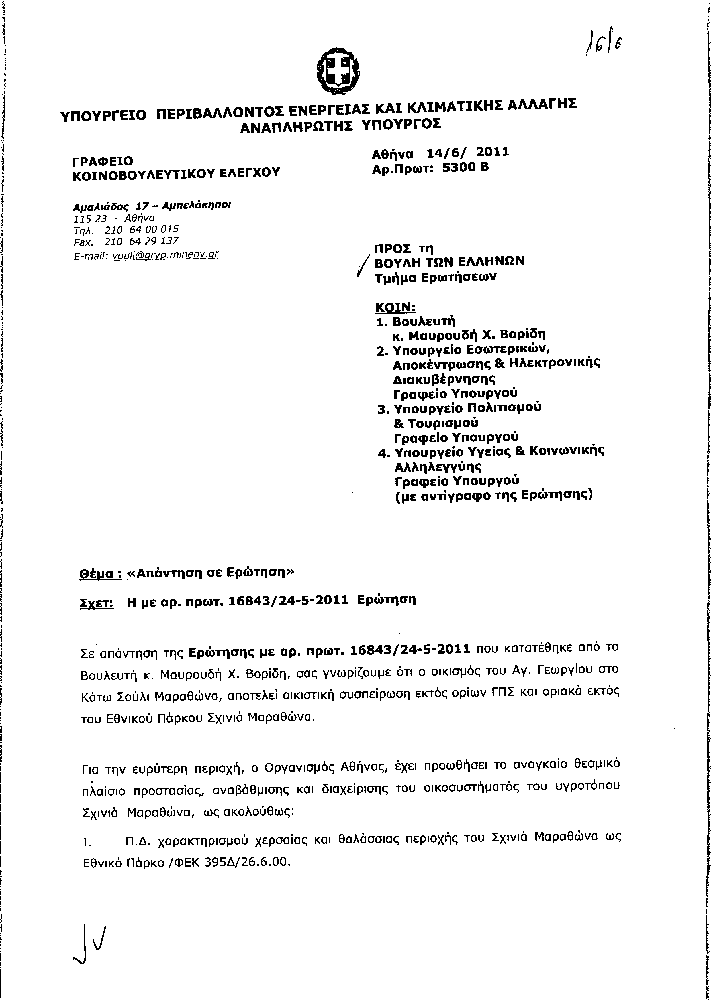 16/6
ΥΠΟΥΡΓΕΙΟ ΠΕΡΙΒΑΛΛΟΝΤΟΣ ΕΝΕΡΓΕΙΑΣ ΚΑΙ ΚΛΙΜΑΤΙΚΗΣ ΑΛΛΑΓΗΣ
ΑΝΑΠΛΗΡΩΤΗΣ ΥΠΟΥΡΓΟΣ
ΓΡΑΦΕΙΟ
ΚΟΙΝΟΒΟΥΛΕΥΤΙΚΟΥ ΕΛΕΓΧΟΥ
Αθήνα 14/6/ 2011
Αρ.Πρωτ: 5300 Β
Αμαλιάδος 17 – Αμπελόκηποι
115 23 - Αθήνα
Τηλ. 210 64 00 015
Fax. 210 64 29 137
E-mail: vouli@gryp.minenv.gr
ΠΡΟΣ τη
ΒΟΥΛΗ ΤΩΝ ΕΛΛΗΝΩΝ
Τμήμα Ερωτήσεων
ΚΟΙΝ:
1. Βουλευτή
κ. Μαυρουδή Χ. Βορίδη
2. Υπουργείο Εσωτερικών,
Αποκέντρωσης & Ηλεκτρονικής
Διακυβέρνησης
Γραφείο Υπουργού
3. Υπουργείο Πολιτισμού
& Τουρισμού
Γραφείο Υπουργού
4. Υπουργείο Υγείας & Κοινωνικής
Αλληλεγγύης
Γραφείο Υπουργού
(με αντίγραφο της Ερώτησης)
Θέμα : «Απάντηση σε Ερώτηση»
Σχετ: Η με αρ. πρωτ. 16843/24-5-2011 Ερώτηση
Σε απάντηση της Ερώτησης με αρ. πρωτ. 16843/24-5-2011 που κατατέθηκε από το
Βουλευτή κ. Μαυρουδή Χ. Βορίδη, σας γνωρίζουμε ότι ο οικισμός του Αγ. Γεωργίου στο
Κάτω Σούλι Μαραθώνα, αποτελεί οικιστική συσπείρωση εκτός ορίων ΓΠΣ και οριακά εκτός
του Εθνικού Πάρκου Σχινιά Μαραθώνα.
Για την ευρύτερη περιοχή, ο Οργανισμός Αθήνας, έχει προωθήσει το αναγκαίο θεσμικό
πλαίσιο προστασίας, αναβάθμισης και διαχείρισης του οικοσυστήματός του υγροτόπου
Σχινιά Μαραθώνα, ως ακολούθως:
1. Π.Δ. χαρακτηρισμού χερσαίας και θαλάσσιας περιοχής του Σχινιά Μαραθώνα ως
Εθνικό Πάρκο /ΦΕΚ 395Δ/26.6.00.